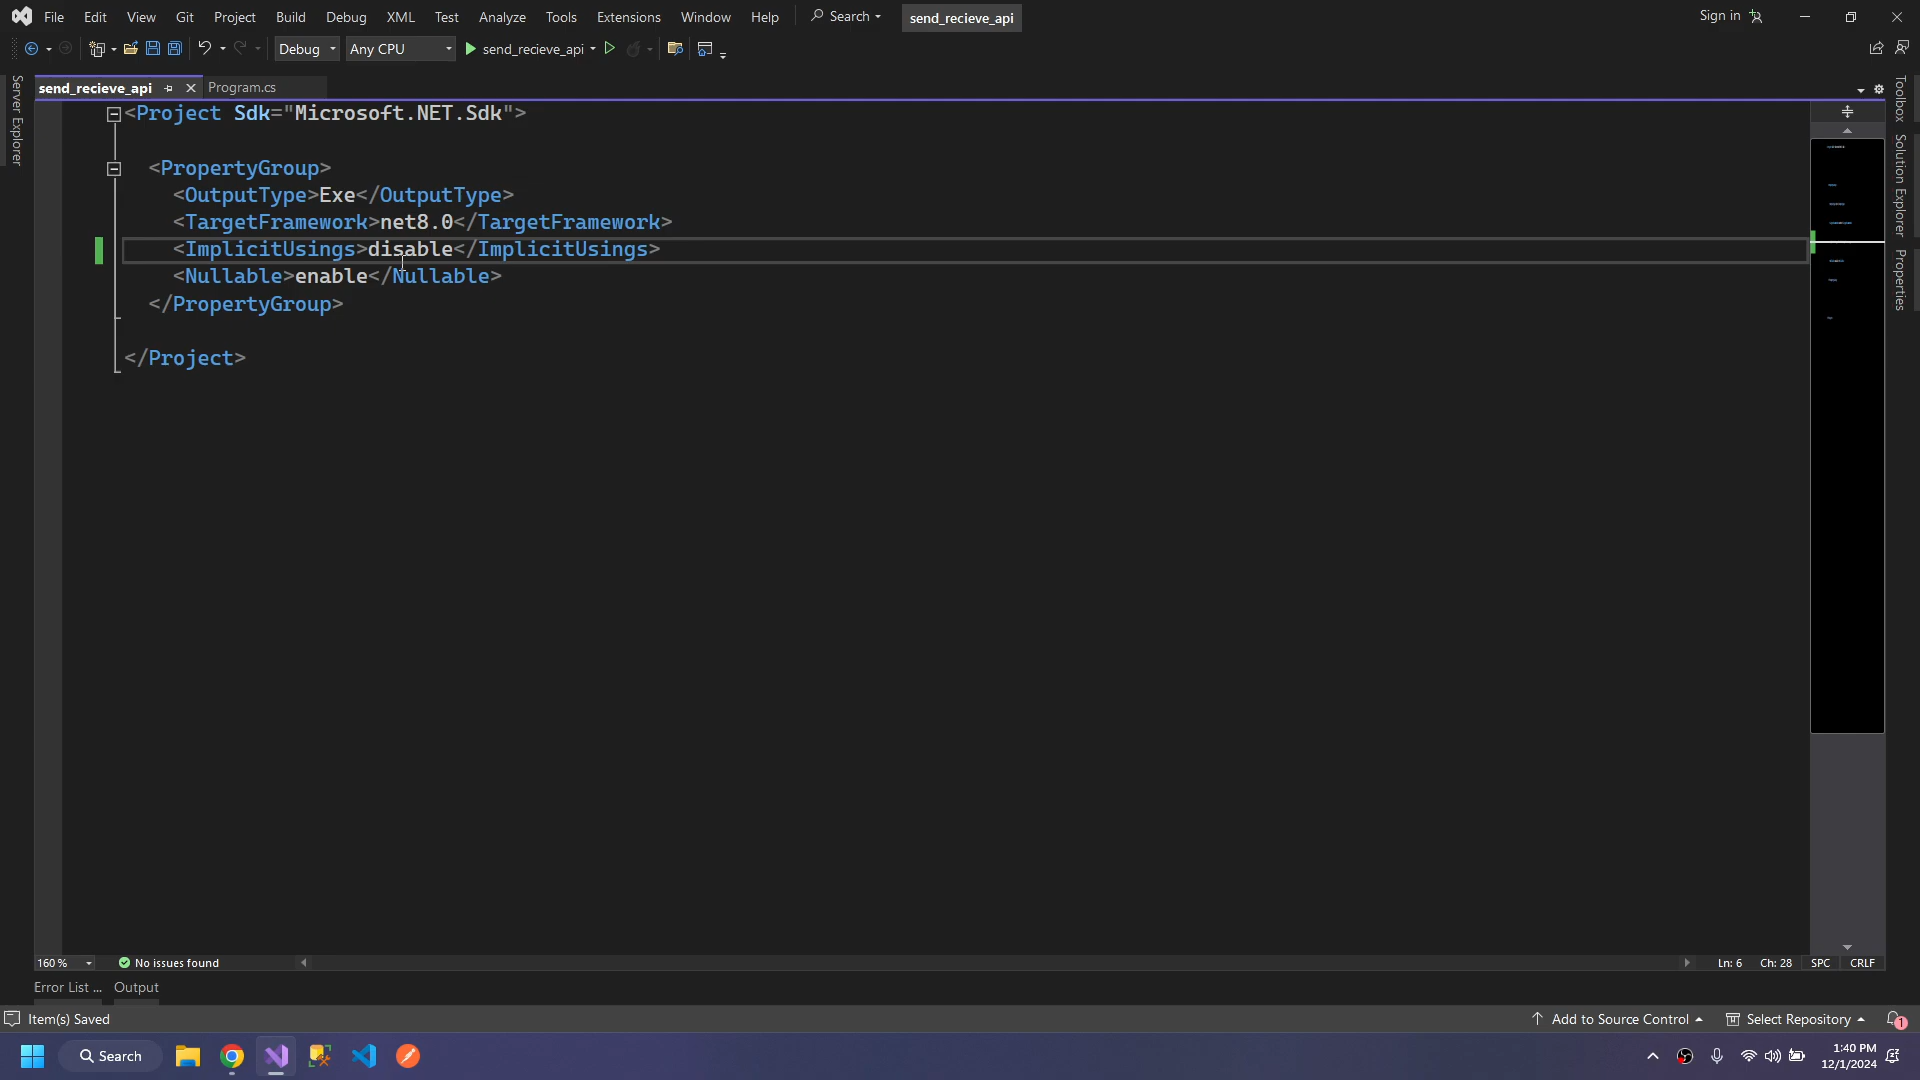 File Edit View Git Project Build Debug XML Test Analyze Tools Extensions Window Help Search send_recieve_api Sign in
Debug Any CPU send_recieve_api
send_recieve_api Program.cs
Server Explorer
Toolbox
Solution Explorer
Properties
<Project Sdk="Microsoft.NET.Sdk">
<PropertyGroup>
<OutputType>Exe</OutputType>
<TargetFramework>net8.0</TargetFramework>
<ImplicitUsings>disable</ImplicitUsings>
<Nullable>enable</Nullable>
</PropertyGroup>
</Project>
160 % No issues found Ln: 6 Ch: 28 SPC CRLF
Error List ... Output
Item(s) Saved Add to Source Control Select Repository 1
Search 1:40 PM
12/1/2024